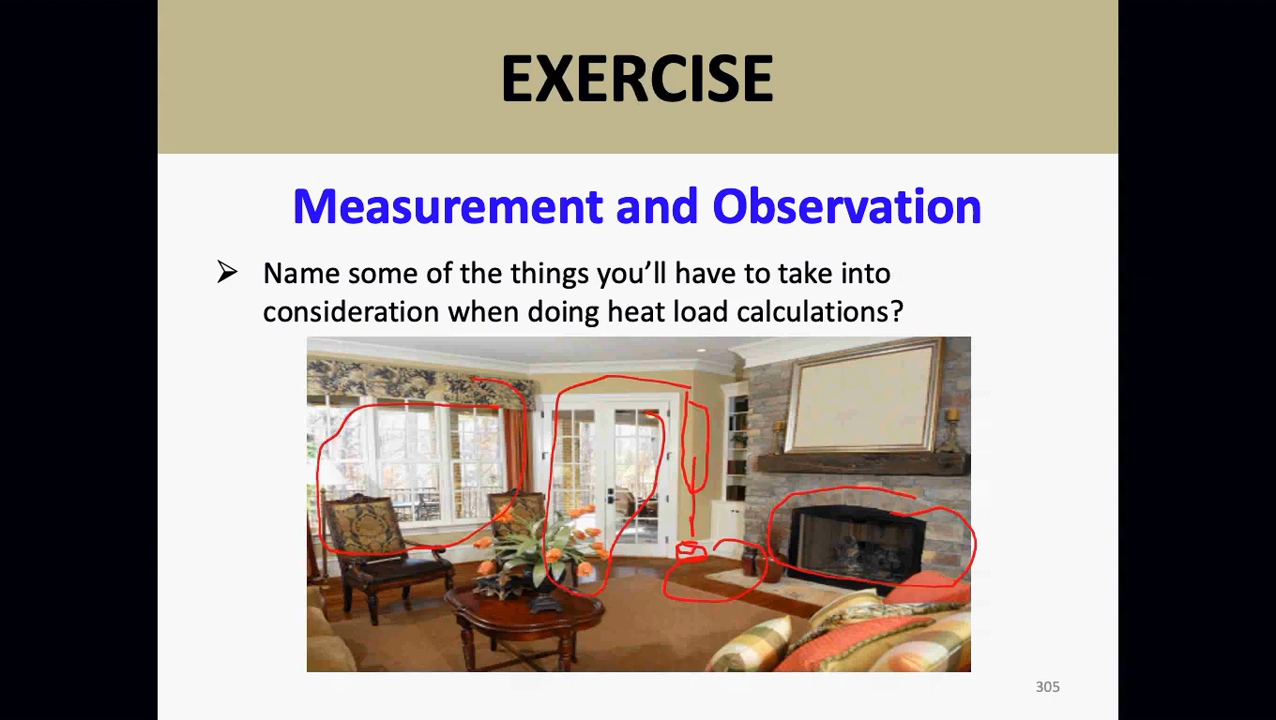 EXERCISE
Measurement and Observation
Name some of the things you’ll have to take into
consideration when doing heat load calculations?
305